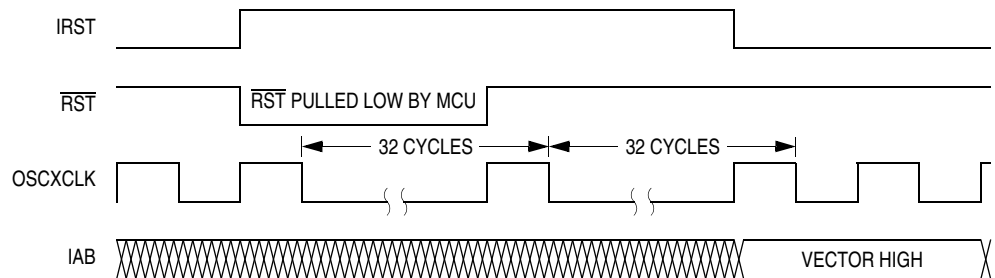 IRST
RST
RST PULLED LOW BY MCU
32 CYCLES
32 CYCLES
OSCXCLK
IAB
VECTOR HIGH